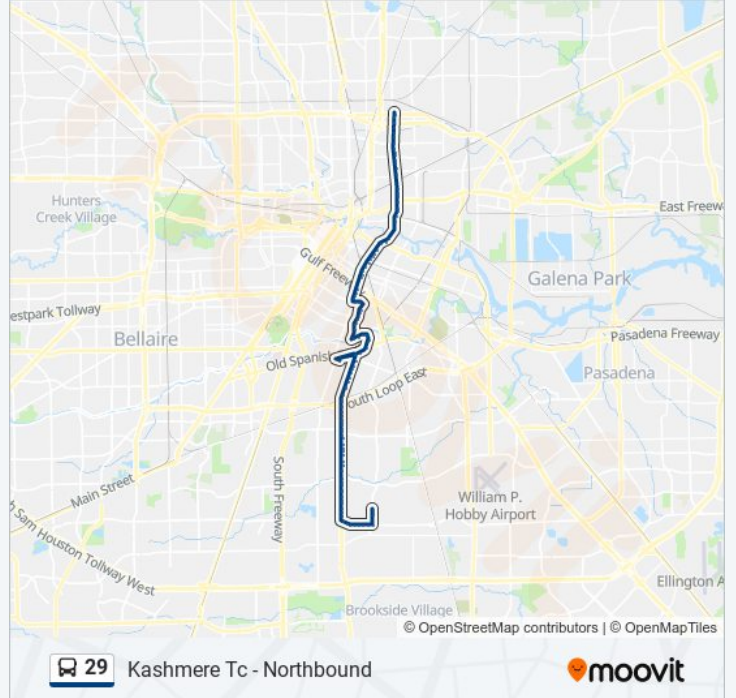 Hunters
Creek Village
East Freew
Gulf Freew
Galena Park
estpark Tollway
Bellaire
Pasadena Freeway
Old Spanish
Pasadena
outh Loop East
Main Street
South Freeway
William P.
Hobby Airport
h Sam Houston Tollway West
Ellington A
Brookside Village
© OpenStreetMap contributors | © OpenMapTiles
29 Kashmere Tc - Northbound
moovit